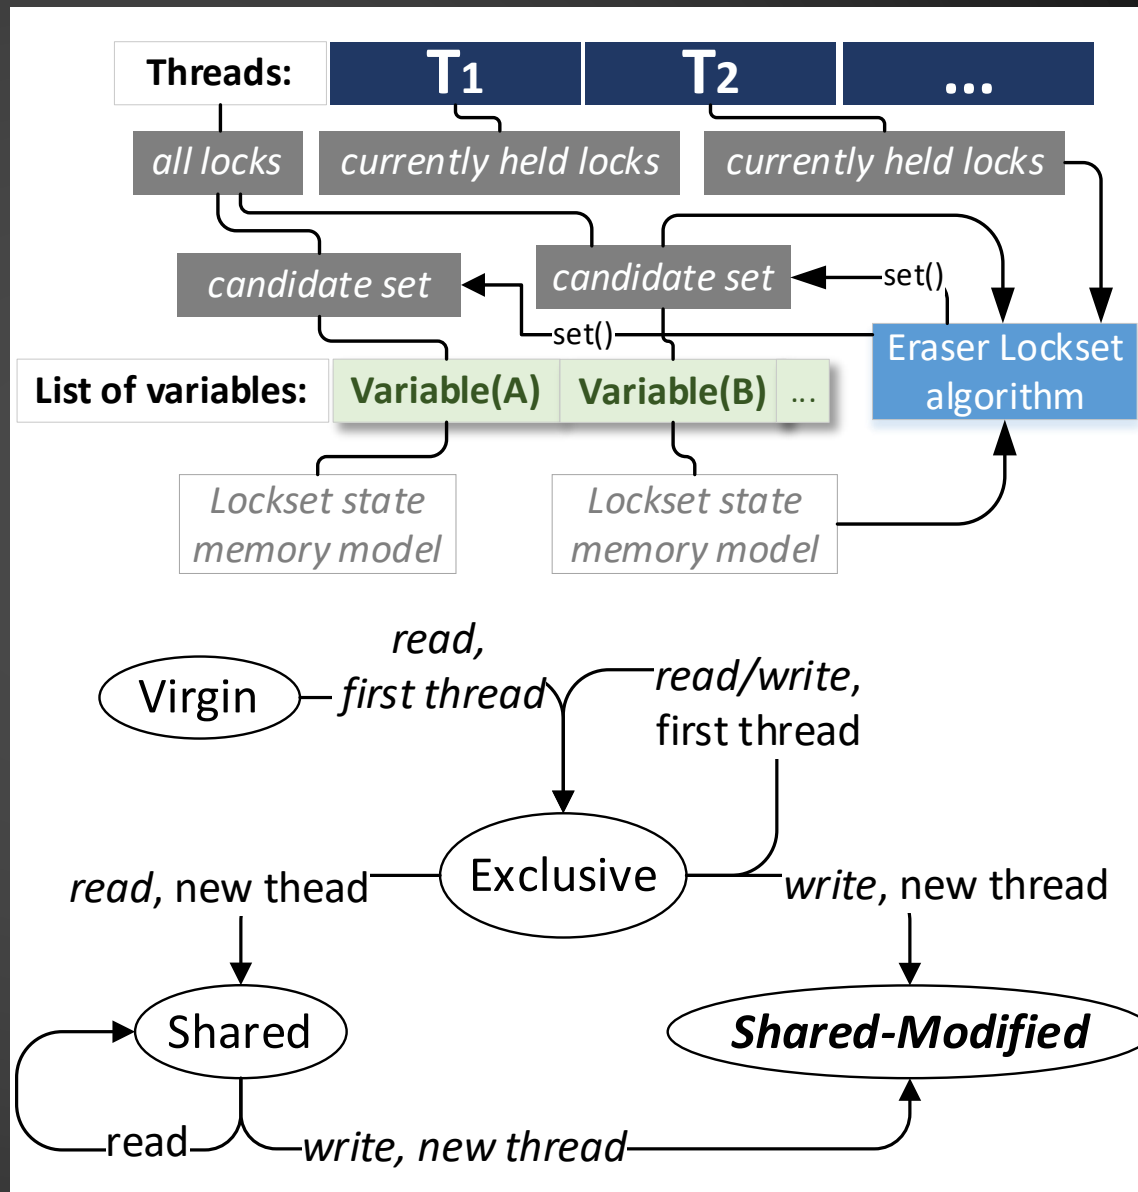 Threads:
T1
T2
...
all locks
currently held locks
currently held locks
candidate set
candidate set
set()
set()
Eraser Lockset
algorithm
List of variables:
Variable(A)
Variable(B)
...
Lockset state
memory model
Lockset state
memory model
Virgin
read,
first thread
read/write,
first thread
Exclusive
read, new thead
write, new thread
Shared
Shared-Modified
read
write, new thread